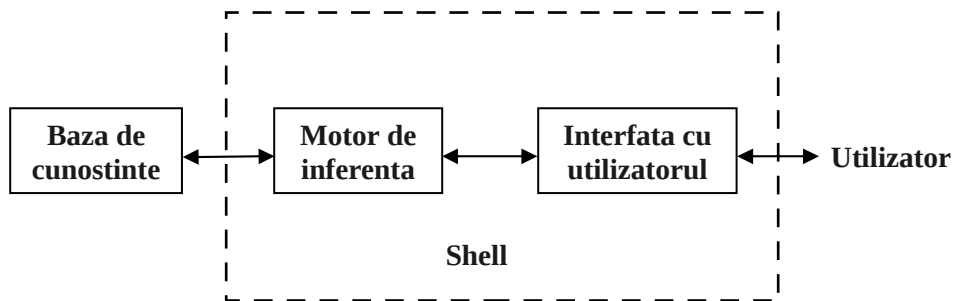 Baza de
cunostinte
Motor de
inferenta
Interfata cu
utilizatorul
Utilizator
Shell